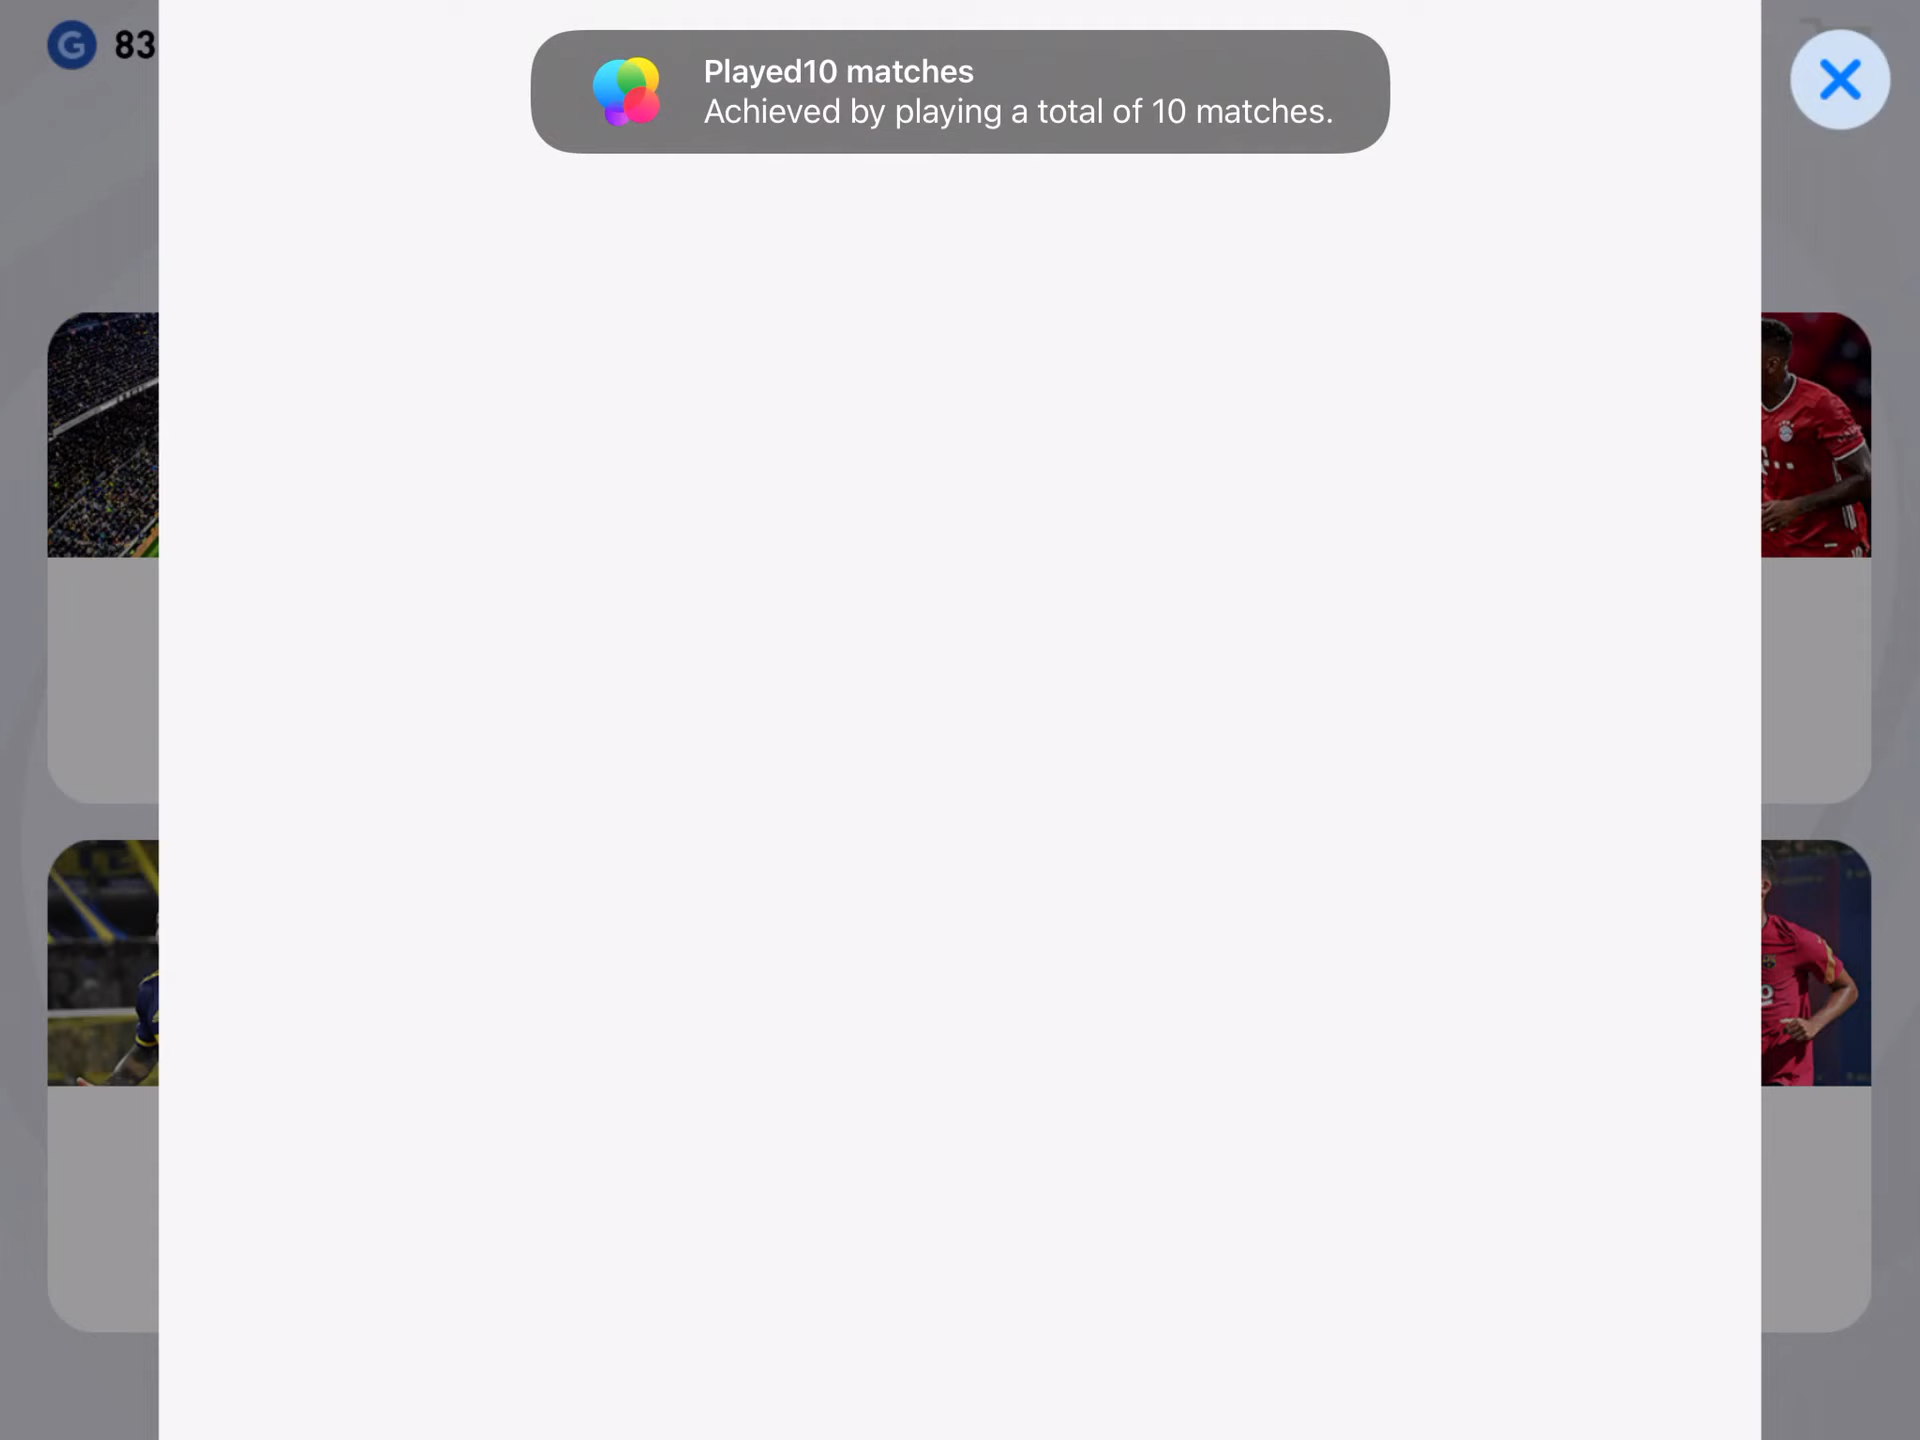 G 83
Played10 matches
Achieved by playing a total of 10 matches.